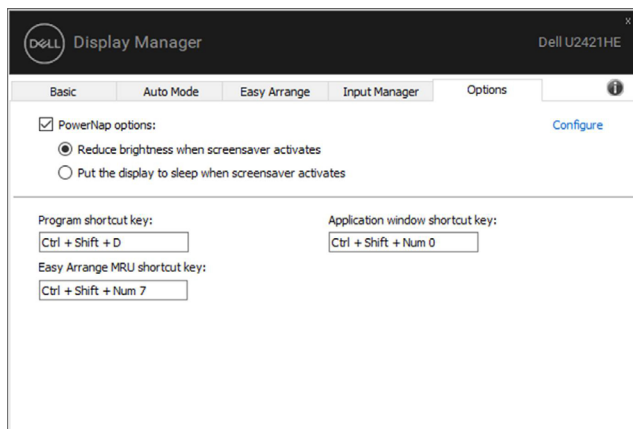 x
DELL Display Manager Dell U2421HE
Basic Auto Mode Easy Arrange Input Manager Options i
PowerNap options: Configure
Reduce brightness when screensaver activates
Put the display to sleep when screensaver activates
Program shortcut key: Application window shortcut key:
Ctrl + Shift + D Ctrl + Shift + Num 0
Easy Arrange MRU shortcut key:
Ctrl + Shift + Num 7